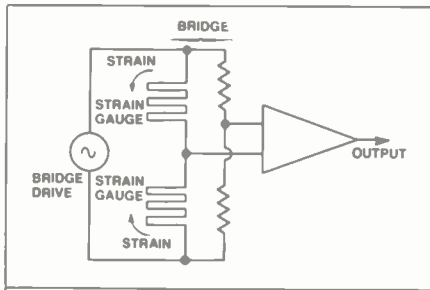 BRIDGE
STRAIN
STRAIN
GAUGE
STRAIN
GAUGE
BRIDGE
DRIVE
STRAIN
OUTPUT